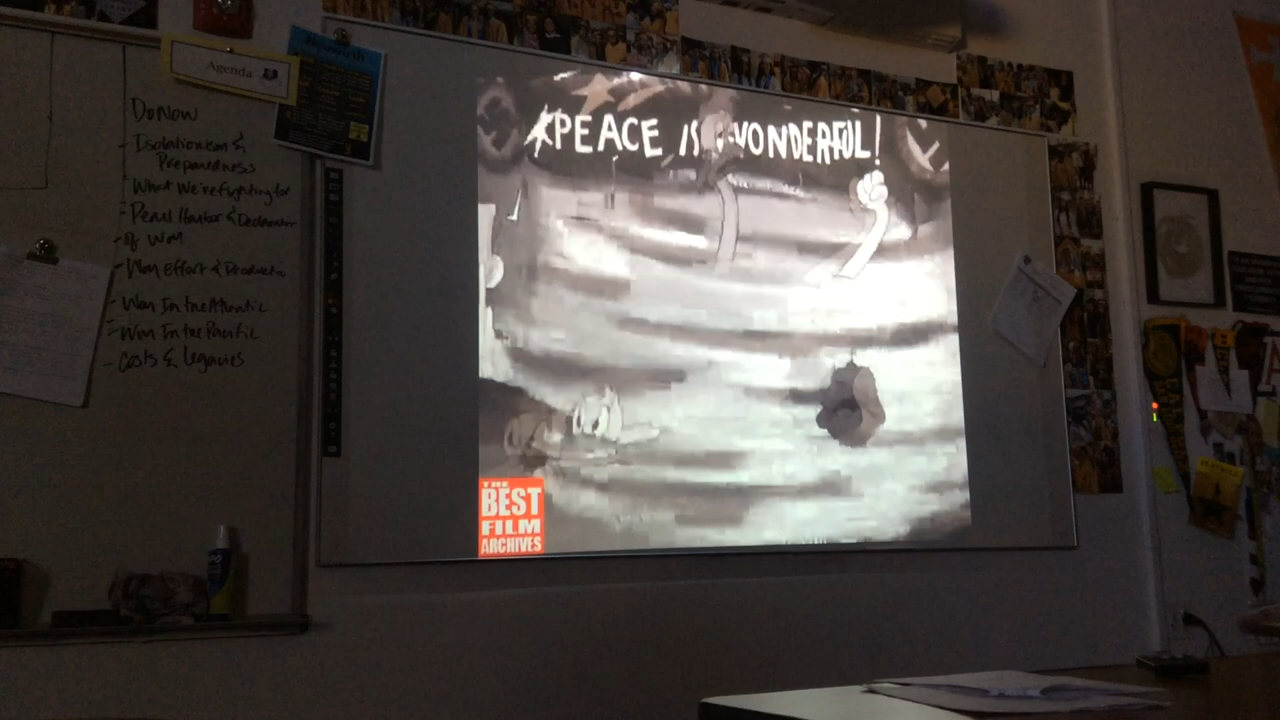 Agenda
Do Now
- Isolationism &
Preparedness
- What We're Fighting for
- Pearl Harbor & Declaration
- of War
- War Effort & Production
- War In the Atlantic
- War In the Pacific
- Costs & Legacies
PEACE IS WONDERFUL!
THE
BEST
FILM
ARCHIVES
PLAYBILL